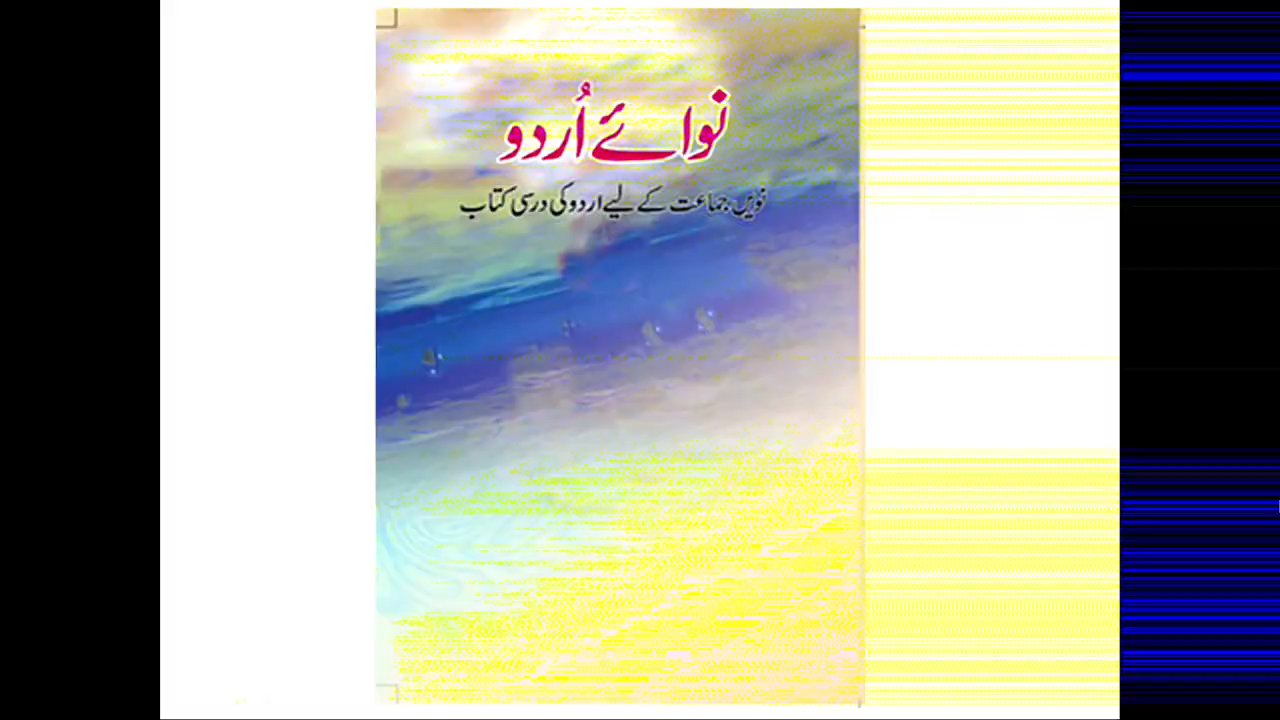 نوائے اُردو
نویں جماعت کے لیے اردو کی درسی کتاب